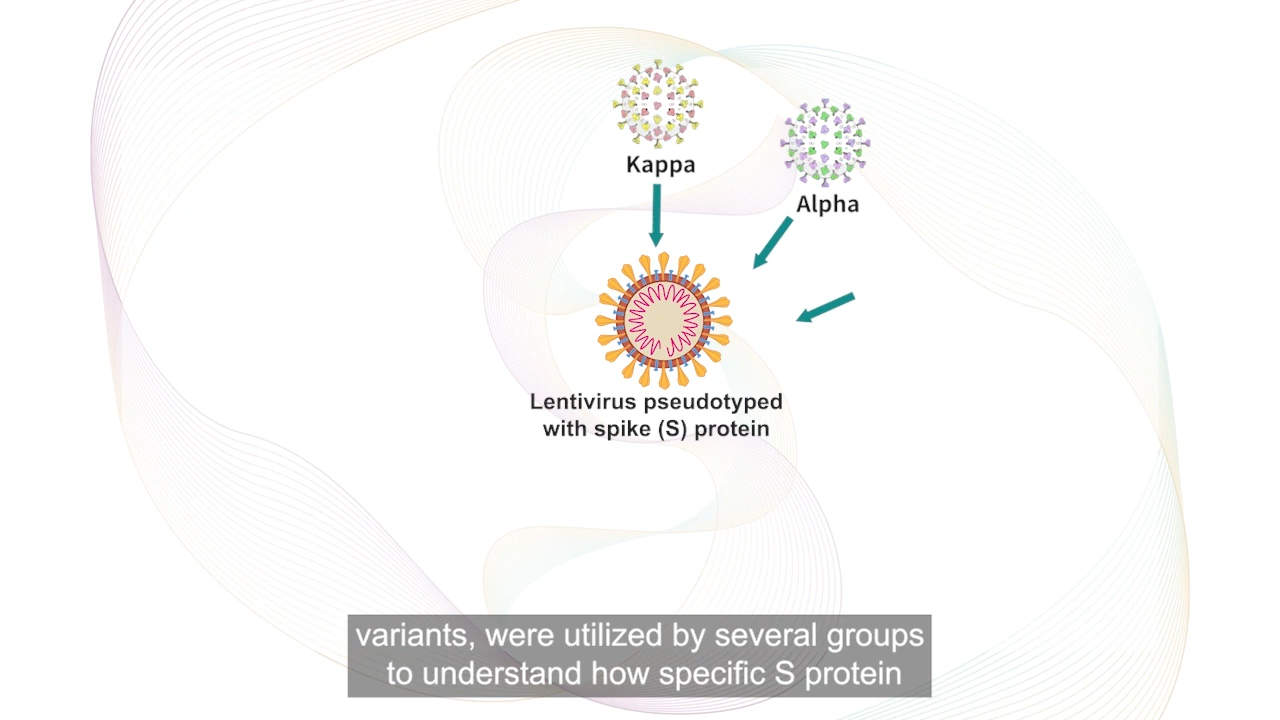 Kappa
Alpha
Lentivirus pseudotyped
with spike (S) protein
variants, were utilized by several groups
to understand how specific S protein